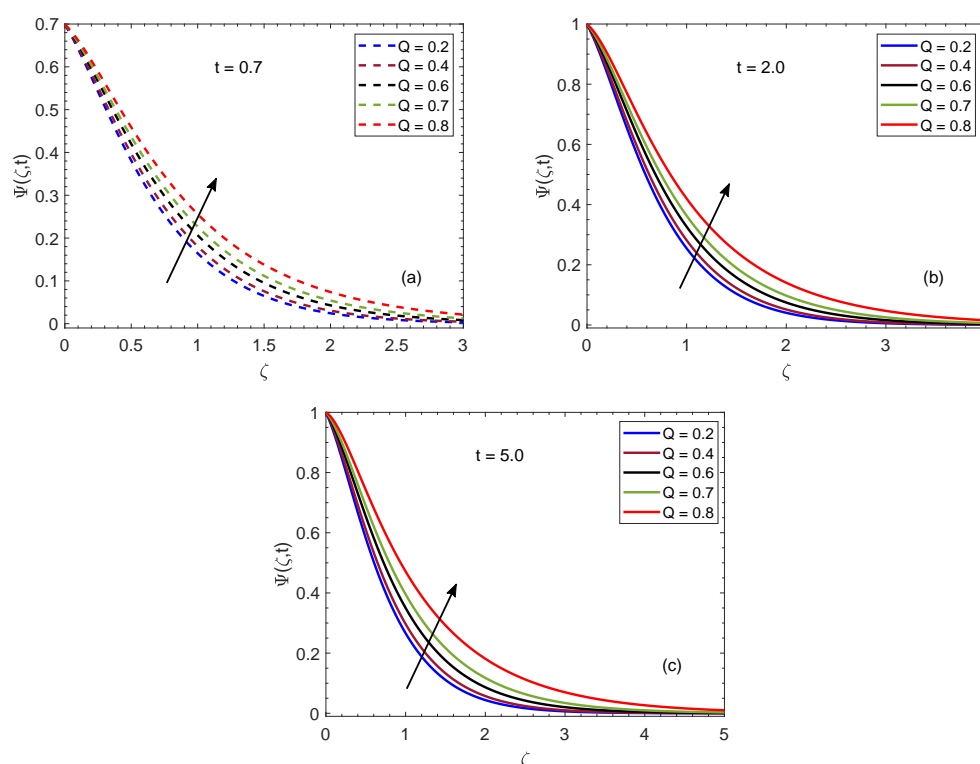 0.7
0.6
0.5
0.4
0.3
0.2
0.1
0
Ψ(ζ,t)
t = 0.7
Q = 0.2
Q = 0.4
Q = 0.6
Q = 0.7
Q = 0.8
(a)
0 0.5 1 1.5 2 2.5 3
ζ
1
0.8
0.6
0.4
0.2
0
Ψ(ζ,t)
t = 2.0
Q = 0.2
Q = 0.4
Q = 0.6
Q = 0.7
Q = 0.8
(b)
0 1 2 3
ζ
1
0.8
0.6
0.4
0.2
0
Ψ(ζ,t)
t = 5.0
Q = 0.2
Q = 0.4
Q = 0.6
Q = 0.7
Q = 0.8
(c)
0 1 2 3 4 5
ζ